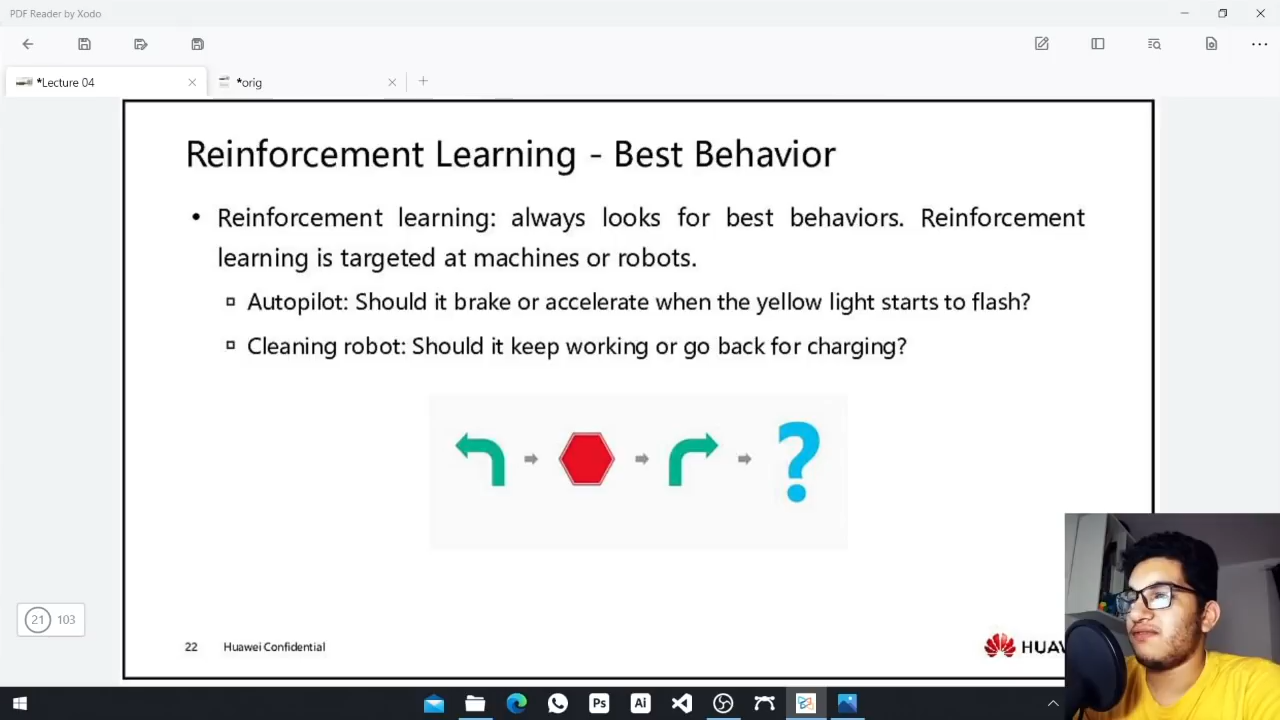 PDF Reader by Xodo
*Lecture 04
*orig
Reinforcement Learning - Best Behavior
• Reinforcement learning: always looks for best behaviors. Reinforcement
learning is targeted at machines or robots.
Autopilot: Should it brake or accelerate when the yellow light starts to flash?
Cleaning robot: Should it keep working or go back for charging?
?
21 103
22 Huawei Confidential
Ps
Ai